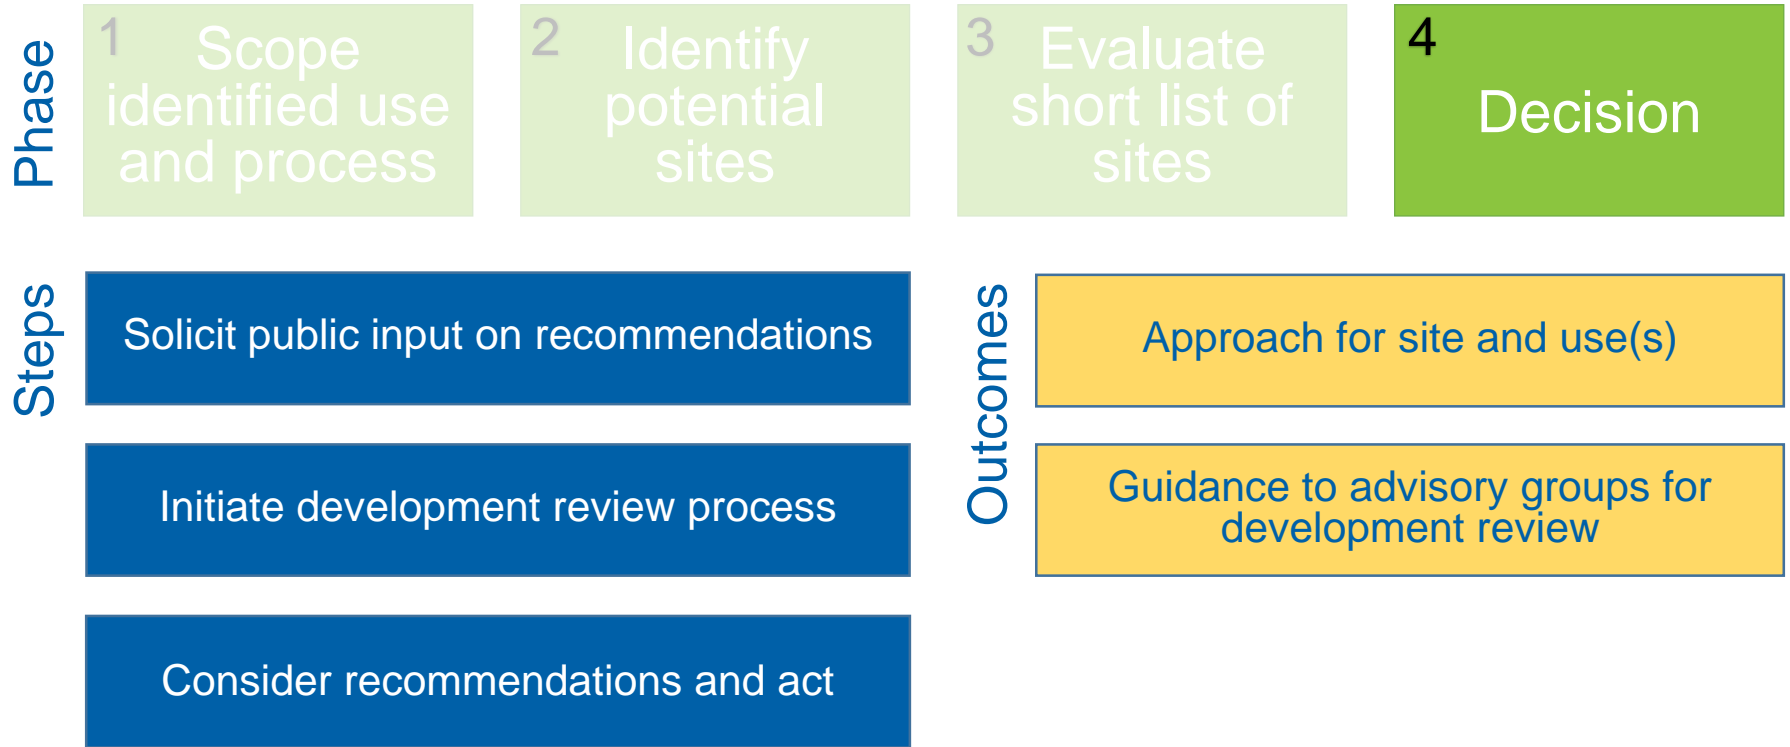 Phase
1
Scope
identified use
and process
2
Identify
potential
sites
3
Evaluate
short list of
sites
4
Decision
Steps
Solicit public input on recommendations
Initiate development review process
Consider recommendations and act
Outcomes
Approach for site and use(s)
Guidance to advisory groups for
development review